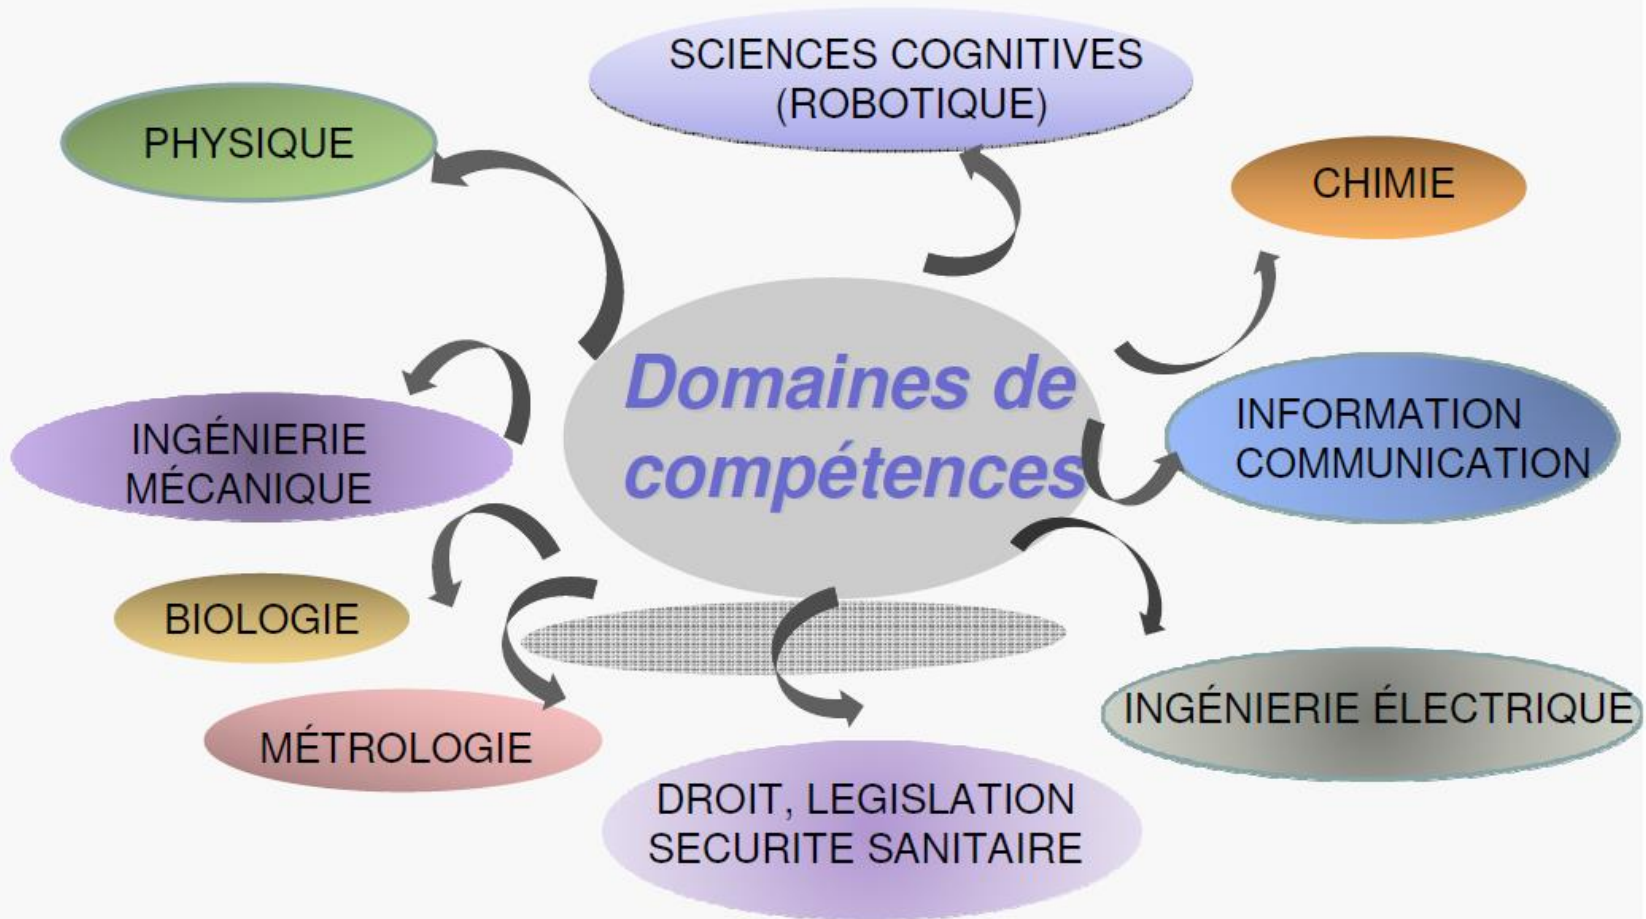 SCIENCES COGNITIVES
(ROBOTIQUE)
PHYSIQUE
CHIMIE
Domaines de
compétences
INGÉNIERIE
MÉCANIQUE
INFORMATION
COMMUNICATION
BIOLOGIE
MÉTROLOGIE
INGÉNIERIE ÉLECTRIQUE
DROIT, LEGISLATION
SECURITE SANITAIRE